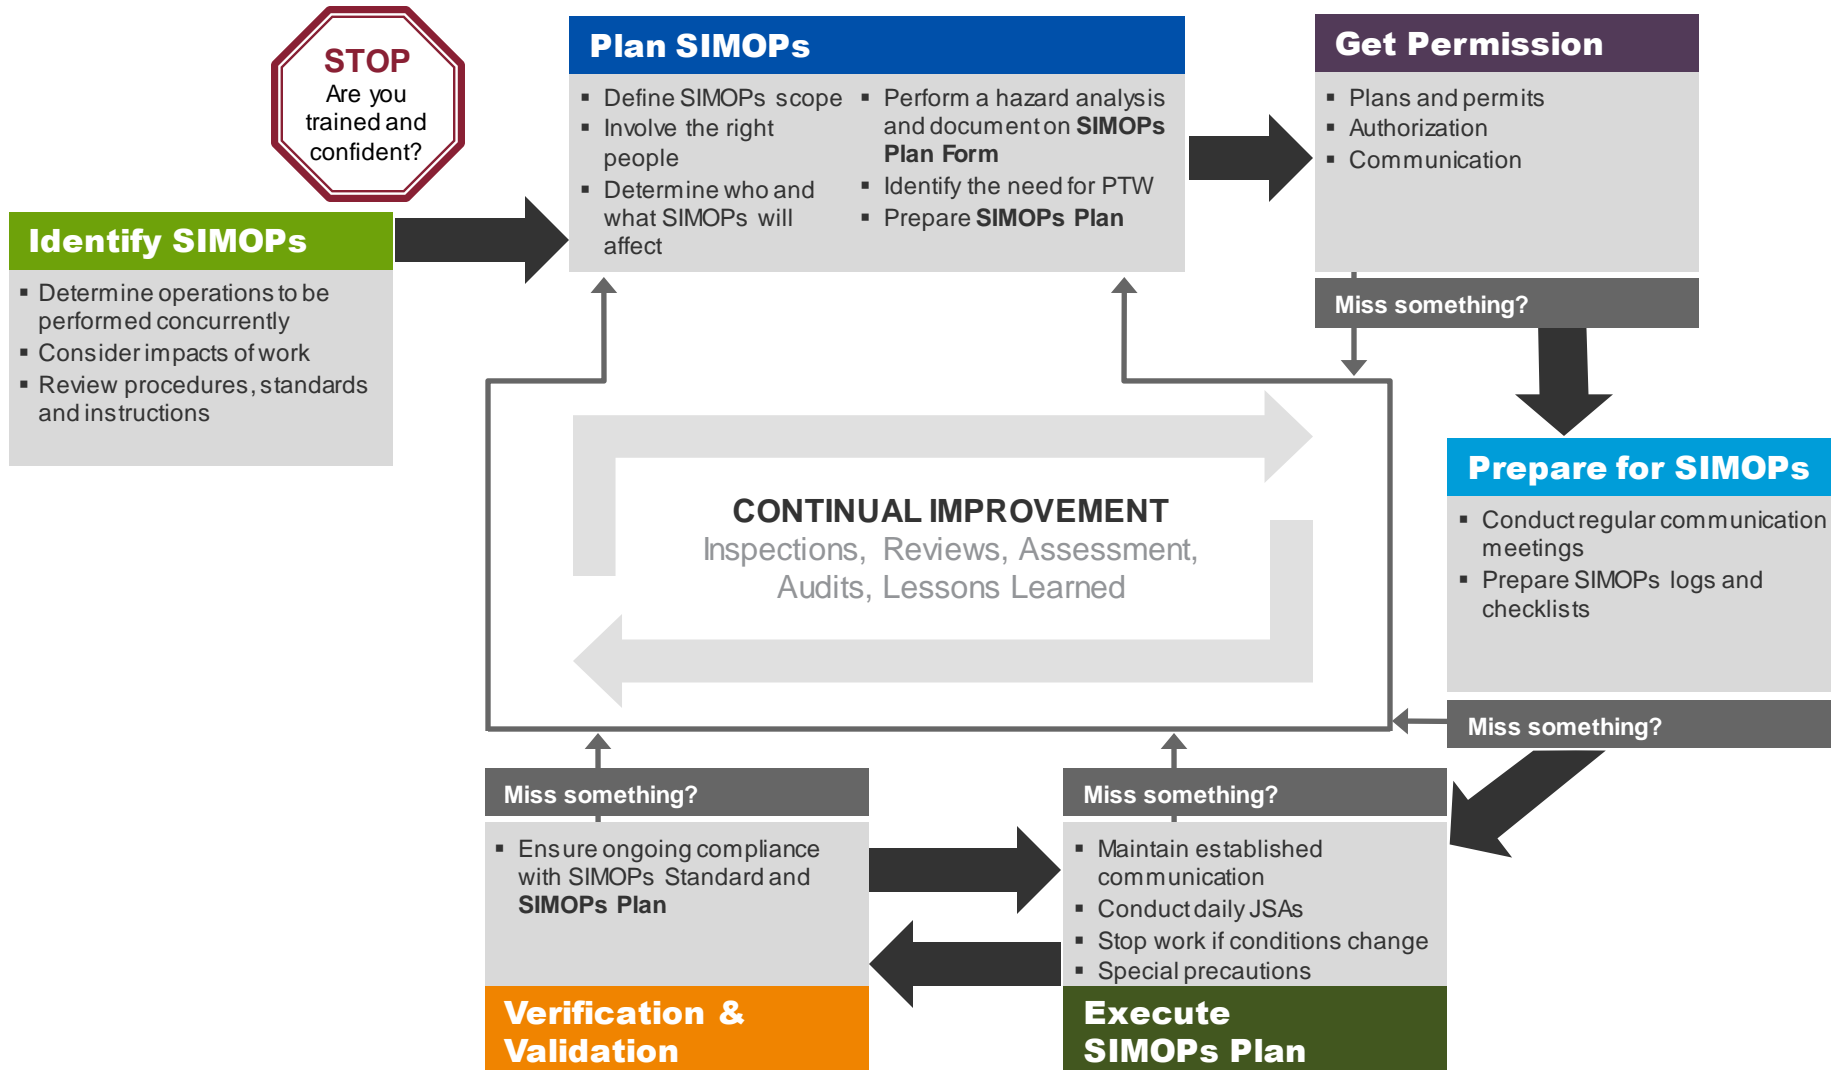 STOP
Are you
trained and
confident?
Identify SIMOPs
▪ Determine operations to be
performed concurrently
▪ Consider impacts of work
▪ Review procedures, standards
and instructions
Plan SIMOPs
▪ Define SIMOPs scope
▪ Involve the right
people
▪ Determine who and
what SIMOPs will
affect
▪ Perform a hazard analysis
and document on SIMOPs
Plan Form
▪ Identify the need for PTW
▪ Prepare SIMOPs Plan
Get Permission
▪ Plans and permits
▪ Authorization
▪ Communication
Miss something?
Prepare for SIMOPs
▪ Conduct regular communication
meetings
▪ Prepare SIMOPs logs and
checklists
Miss something?
CONTINUAL IMPROVEMENT
Inspections, Reviews, Assessment,
Audits, Lessons Learned
Miss something?
▪ Ensure ongoing compliance
with SIMOPs Standard and
SIMOPs Plan
Verification &
Validation
Miss something?
▪ Maintain established
communication
▪ Conduct daily JSAs
▪ Stop work if conditions change
▪ Special precautions
Execute
SIMOPs Plan